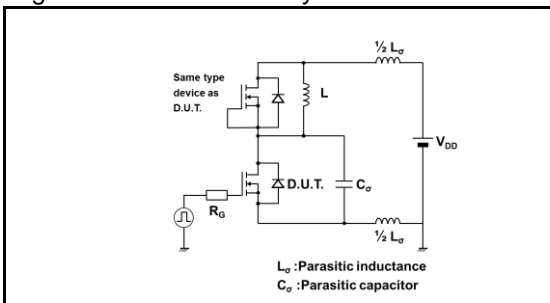 ½ Lσ
Same type
device as
D.U.T.
L
VDD
D.U.T.
Cσ
RG
½ Lσ
Lσ :Parasitic inductance
Cσ :Parasitic capacitor